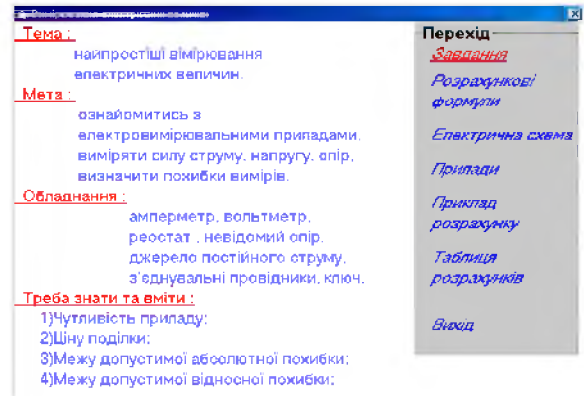 Тема :
найпростіші вимірювання
електричних величин.
Мета :
ознайомитись з
електровимірювальними приладами,
виміряти силу струму, напругу, опір,
визначити похибки вимірів.
Обладнання :
амперметр, вольтметр,
реостат , невідомий опір,
джерело постійного струму,
з'єднувальні провідники, ключ.
Треба знати та вміти :
1)Чутливість приладу;
2)Ціну поділки;
3)Межу допустимої абсолютної похибки;
4)Межу допустимої відносної похибки;
Перехід
Завдання
Розрахункові
формули
Електрична схема
Прилади
Приклад
розрахунку
Таблиця
розрахунків
Вихід